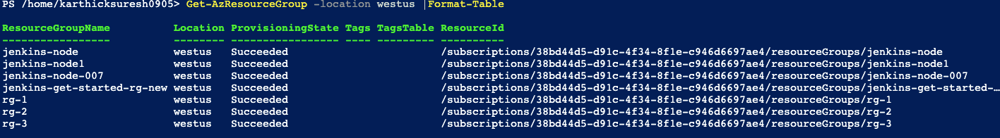 PS /home/karthicksuresh0905> Get-AzResourceGroup -location westus |Format-Table
ResourceGroupName Location ProvisioningState Tags TagsTable ResourceId
----------------- -------- ----------------- ---- --------- ----------
jenkins-node westus Succeeded /subscriptions/38bd44d5-d91c-4f34-8f1e-c946d6697ae4/resourceGroups/jenkins-node
jenkins-node1 westus Succeeded /subscriptions/38bd44d5-d91c-4f34-8f1e-c946d6697ae4/resourceGroups/jenkins-node1
jenkins-node-007 westus Succeeded /subscriptions/38bd44d5-d91c-4f34-8f1e-c946d6697ae4/resourceGroups/jenkins-node-007
jenkins-get-started-rg-new westus Succeeded /subscriptions/38bd44d5-d91c-4f34-8f1e-c946d6697ae4/resourceGroups/jenkins-get-started-…
rg-1 westus Succeeded /subscriptions/38bd44d5-d91c-4f34-8f1e-c946d6697ae4/resourceGroups/rg-1
rg-2 westus Succeeded /subscriptions/38bd44d5-d91c-4f34-8f1e-c946d6697ae4/resourceGroups/rg-2
rg-3 westus Succeeded /subscriptions/38bd44d5-d91c-4f34-8f1e-c946d6697ae4/resourceGroups/rg-3